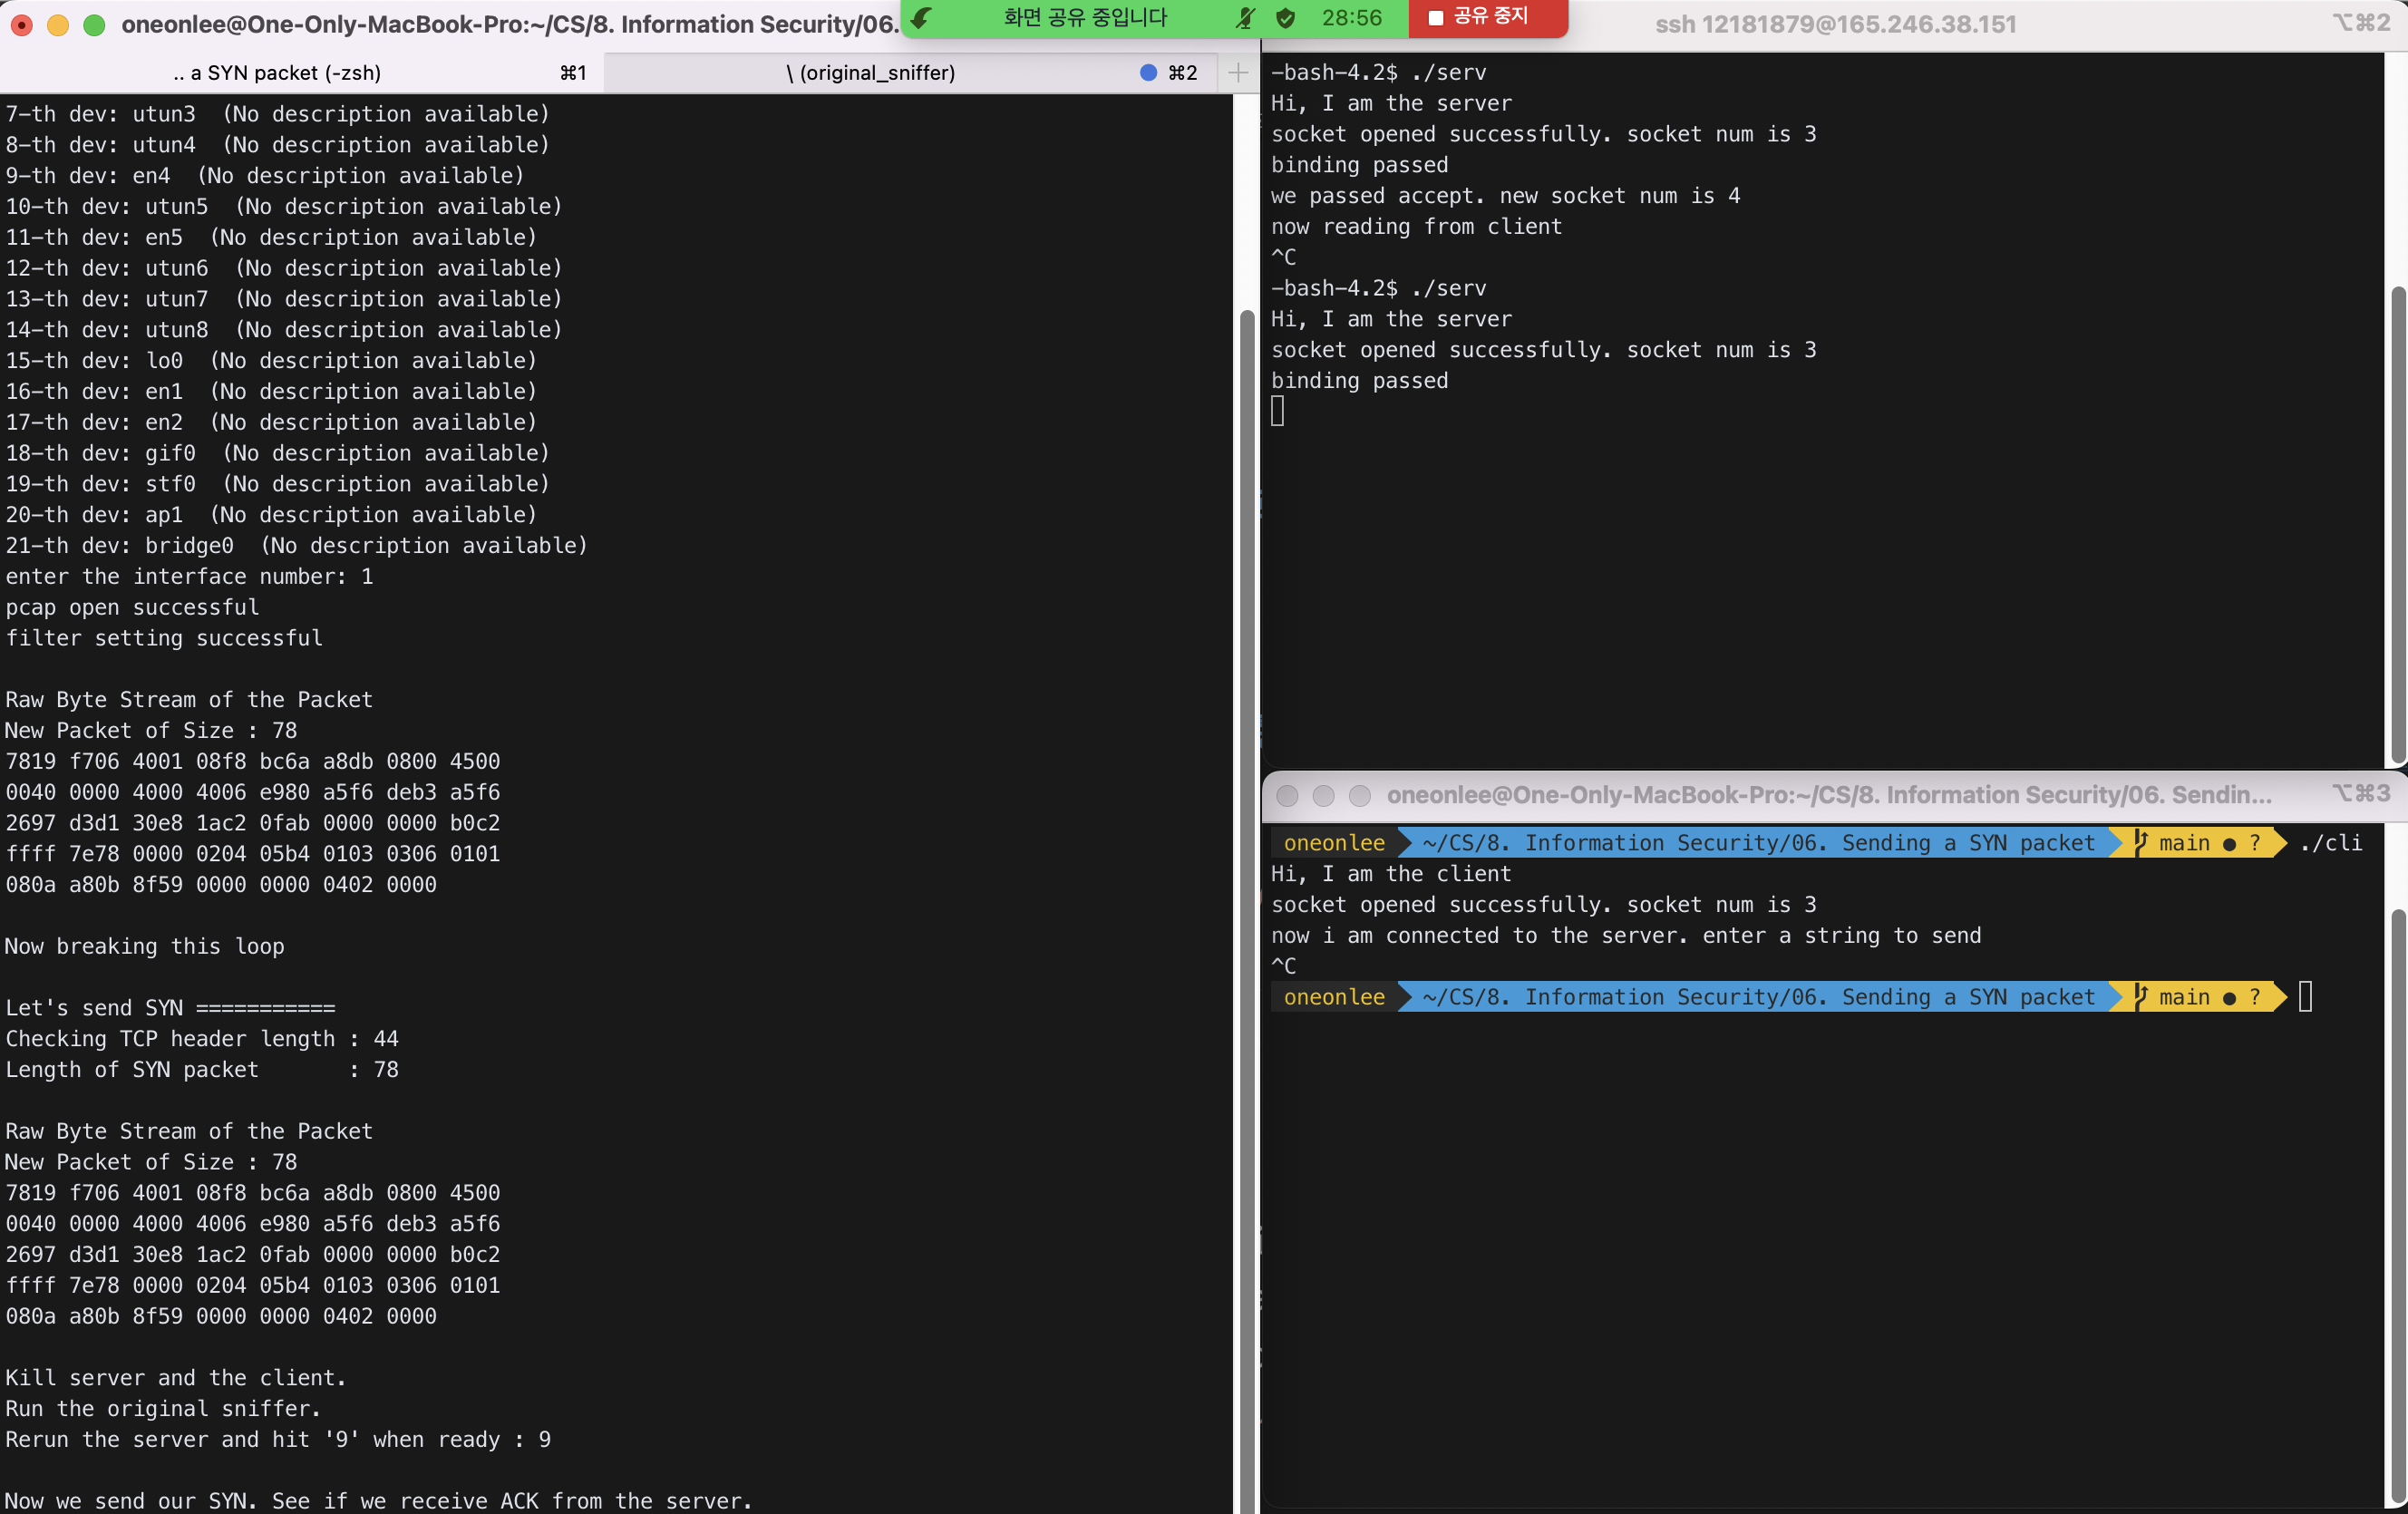 oneonlee@One-Only-MacBook-Pro:~/CS/8. Information Security/06.
화면 공유 중입니다 28:56 공유 중지
.. a SYN packet (-zsh) ⌘1 \ (original_sniffer) ⌘2
7-th dev: utun3  (No description available)
8-th dev: utun4  (No description available)
9-th dev: en4  (No description available)
10-th dev: utun5  (No description available)
11-th dev: en5  (No description available)
12-th dev: utun6  (No description available)
13-th dev: utun7  (No description available)
14-th dev: utun8  (No description available)
15-th dev: lo0  (No description available)
16-th dev: en1  (No description available)
17-th dev: en2  (No description available)
18-th dev: gif0  (No description available)
19-th dev: stf0  (No description available)
20-th dev: ap1  (No description available)
21-th dev: bridge0  (No description available)
enter the interface number: 1
pcap open successful
filter setting successful
Raw Byte Stream of the Packet
New Packet of Size : 78
7819 f706 4001 08f8 bc6a a8db 0800 4500
0040 0000 4000 4006 e980 a5f6 deb3 a5f6
2697 d3d1 30e8 1ac2 0fab 0000 0000 b0c2
ffff 7e78 0000 0204 05b4 0103 0306 0101
080a a80b 8f59 0000 0000 0402 0000
Now breaking this loop
Let's send SYN ===========
Checking TCP header length : 44
Length of SYN packet       : 78
Raw Byte Stream of the Packet
New Packet of Size : 78
7819 f706 4001 08f8 bc6a a8db 0800 4500
0040 0000 4000 4006 e980 a5f6 deb3 a5f6
2697 d3d1 30e8 1ac2 0fab 0000 0000 b0c2
ffff 7e78 0000 0204 05b4 0103 0306 0101
080a a80b 8f59 0000 0000 0402 0000
Kill server and the client.
Run the original sniffer.
Rerun the server and hit '9' when ready : 9
Now we send our SYN. See if we receive ACK from the server.
ssh 12181879@165.246.38.151 ⌥⌘2
-bash-4.2$ ./serv
Hi, I am the server
socket opened successfully. socket num is 3
binding passed
we passed accept. new socket num is 4
now reading from client
^C
-bash-4.2$ ./serv
Hi, I am the server
socket opened successfully. socket num is 3
binding passed
oneonlee@One-Only-MacBook-Pro:~/CS/8. Information Security/06. Sendin... ⌥⌘3
oneonlee ~/CS/8. Information Security/06. Sending a SYN packet main ● ? ./cli
Hi, I am the client
socket opened successfully. socket num is 3
now i am connected to the server. enter a string to send
^C
oneonlee ~/CS/8. Information Security/06. Sending a SYN packet main ● ?